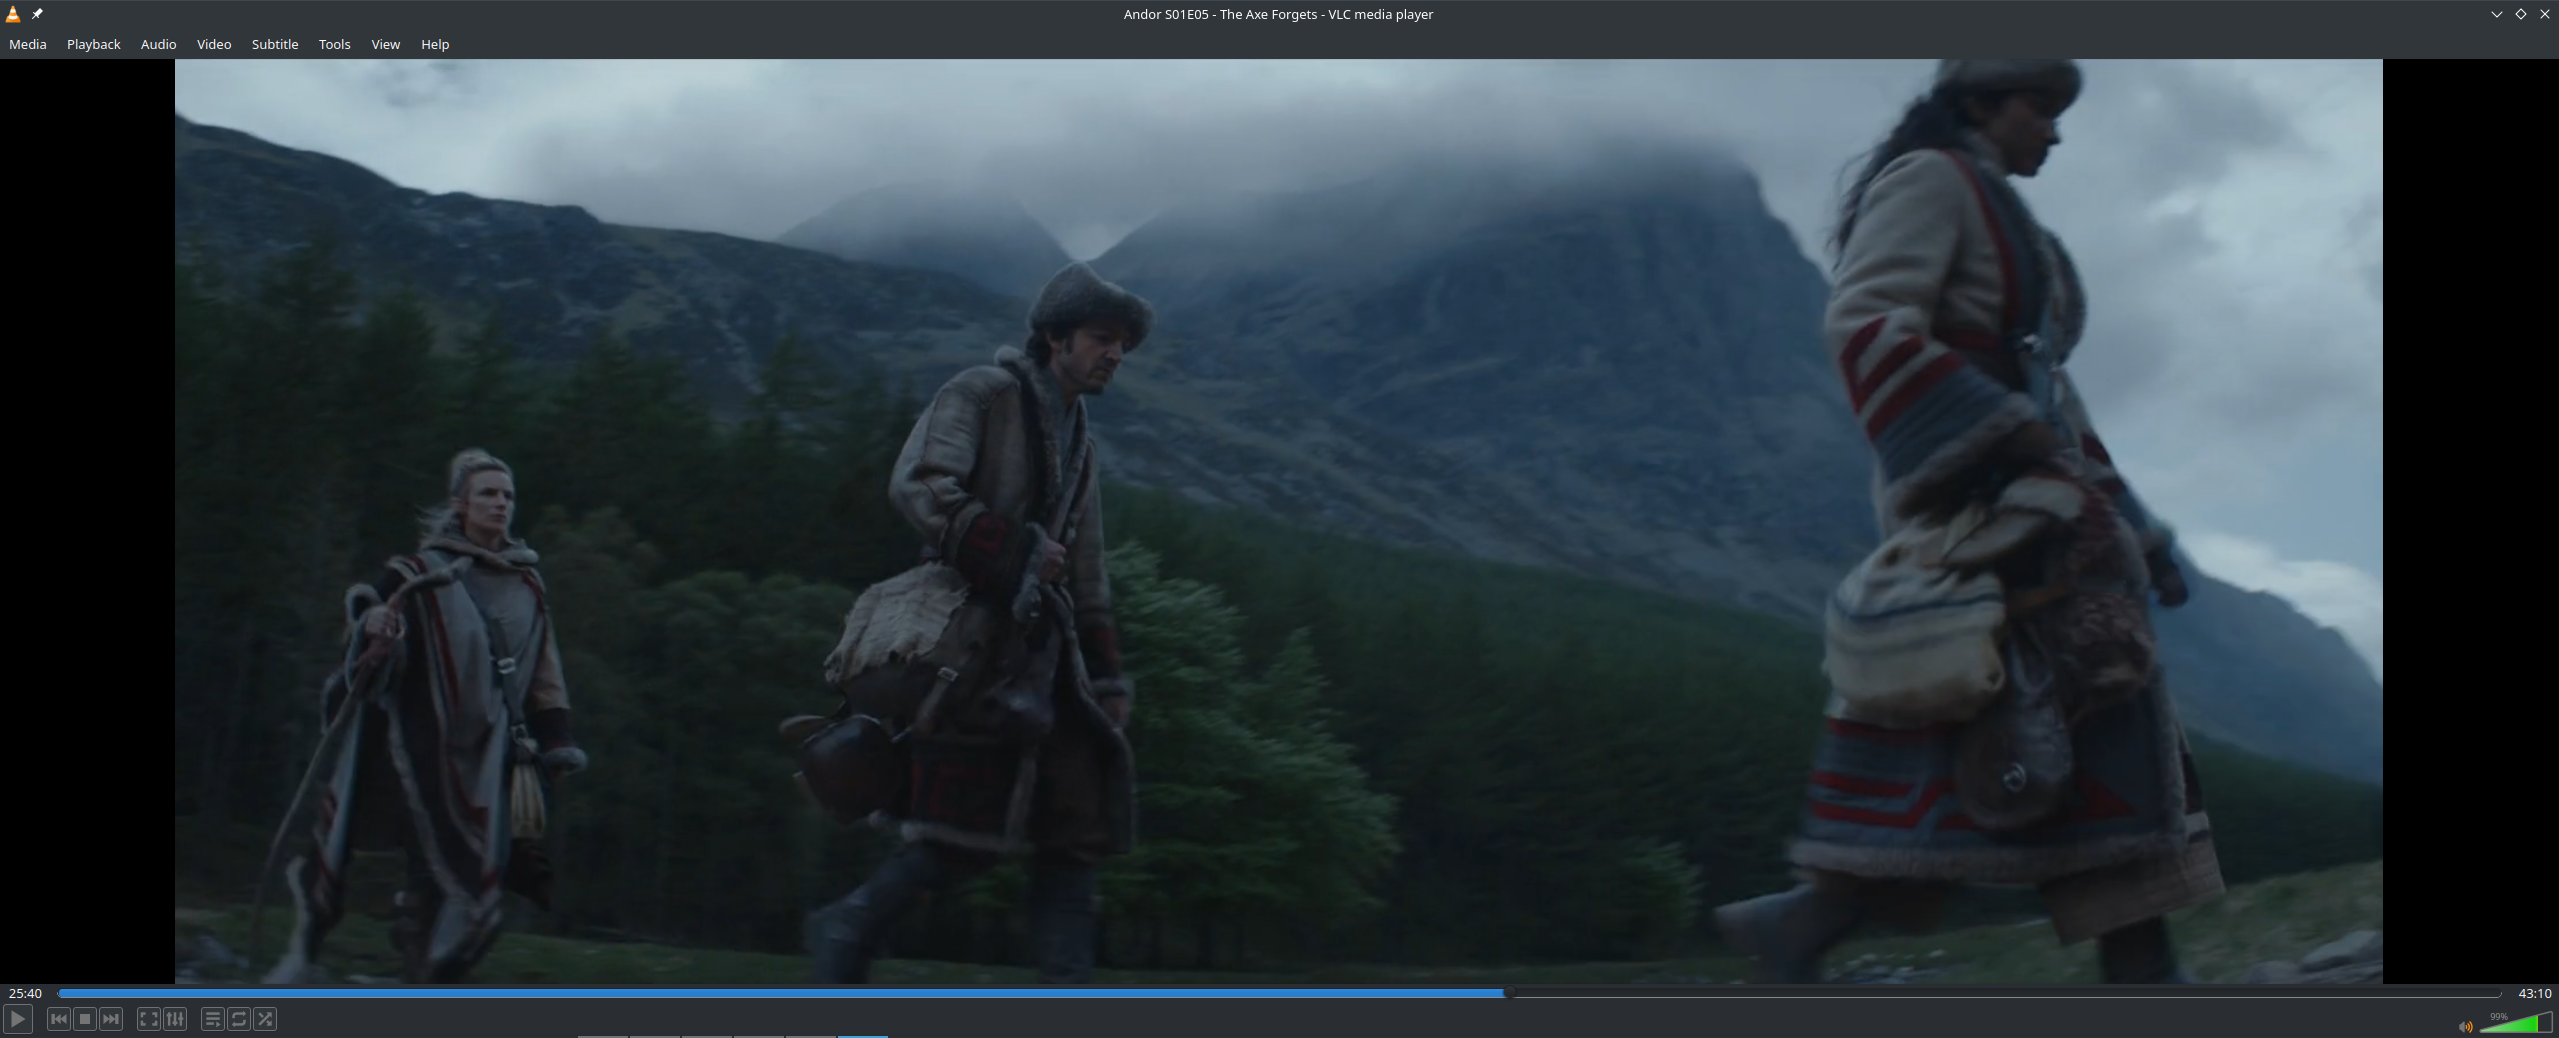 Andor S01E05 - The Axe Forgets - VLC media player
Media Playback Audio Video Subtitle Tools View Help
25:40 43:10
99%